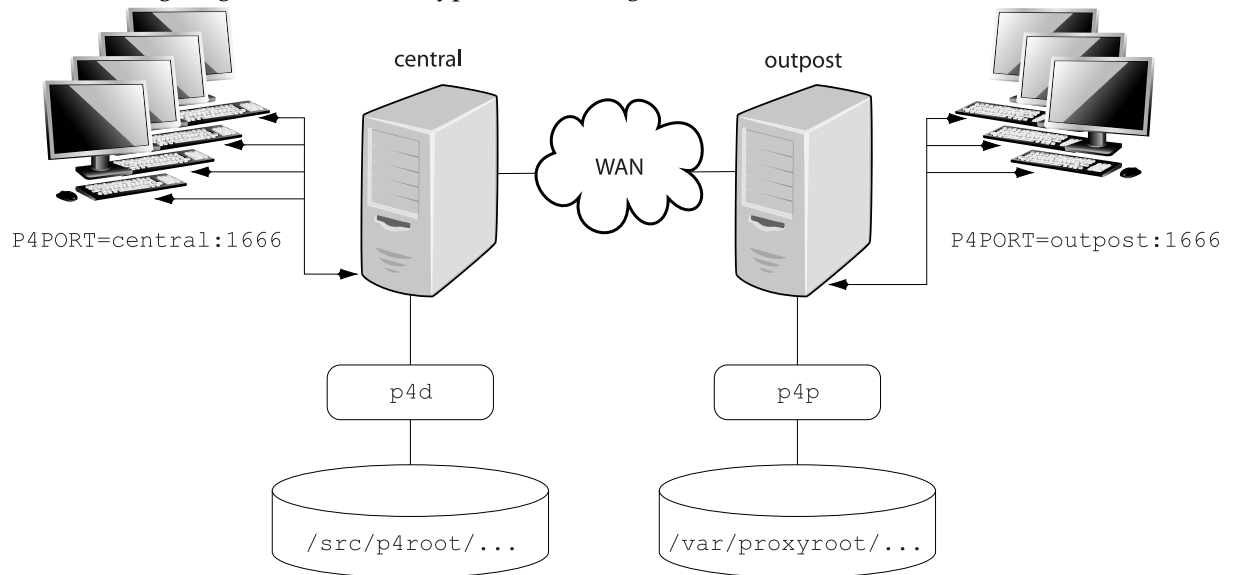 central
outpost
WAN
P4PORT=central:1666
P4PORT=outpost:1666
p4d
p4p
/src/p4root/...
/var/proxyroot/...